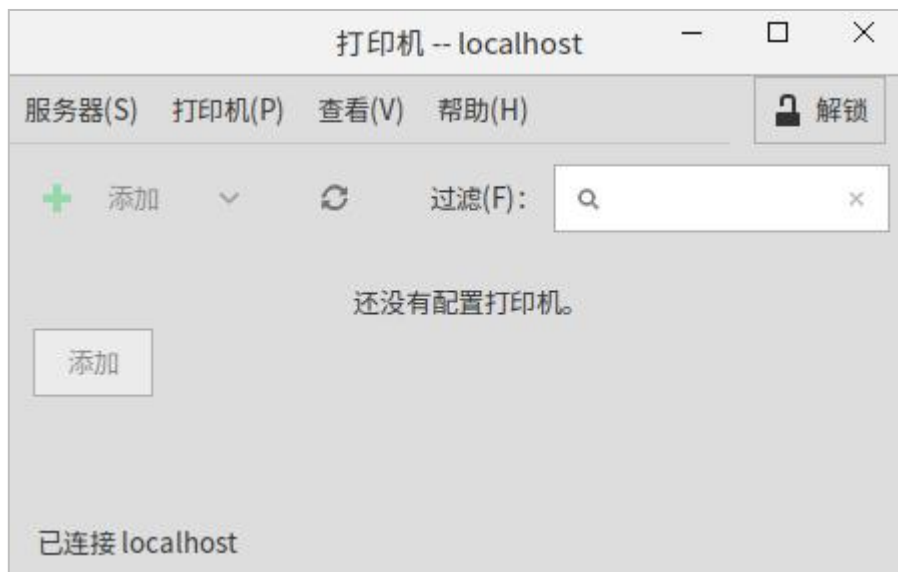 打印机 -- localhost
服务器(S) 打印机(P) 查看(V) 帮助(H) 解锁
添加 过滤(F)：
还没有配置打印机。
添加
已连接 localhost